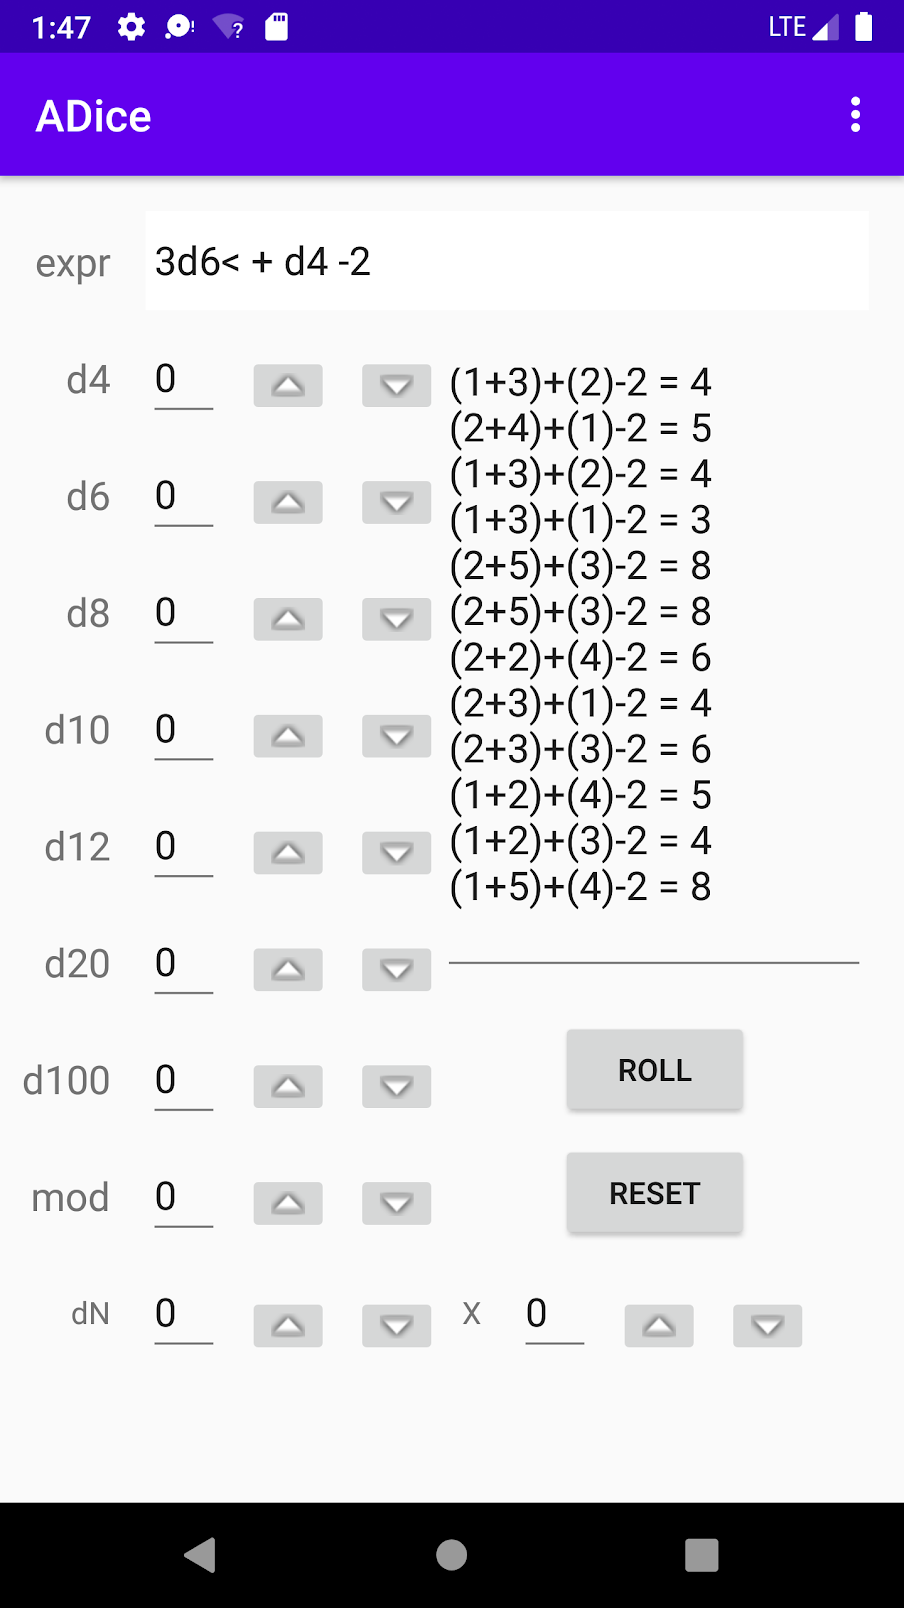 1:47 LTE
ADice
expr 3d6< + d4 -2
d4 0
(1+3)+(2)-2 = 4
(2+4)+(1)-2 = 5
(1+3)+(2)-2 = 4
d6 0
(1+3)+(1)-2 = 3
(2+5)+(3)-2 = 8
d8 0
(2+5)+(3)-2 = 8
(2+2)+(4)-2 = 6
(2+3)+(1)-2 = 4
d10 0
(2+3)+(3)-2 = 6
(1+2)+(4)-2 = 5
d12 0
(1+2)+(3)-2 = 4
(1+5)+(4)-2 = 8
d20 0
d100 0
ROLL
mod 0
RESET
dN 0 X 0